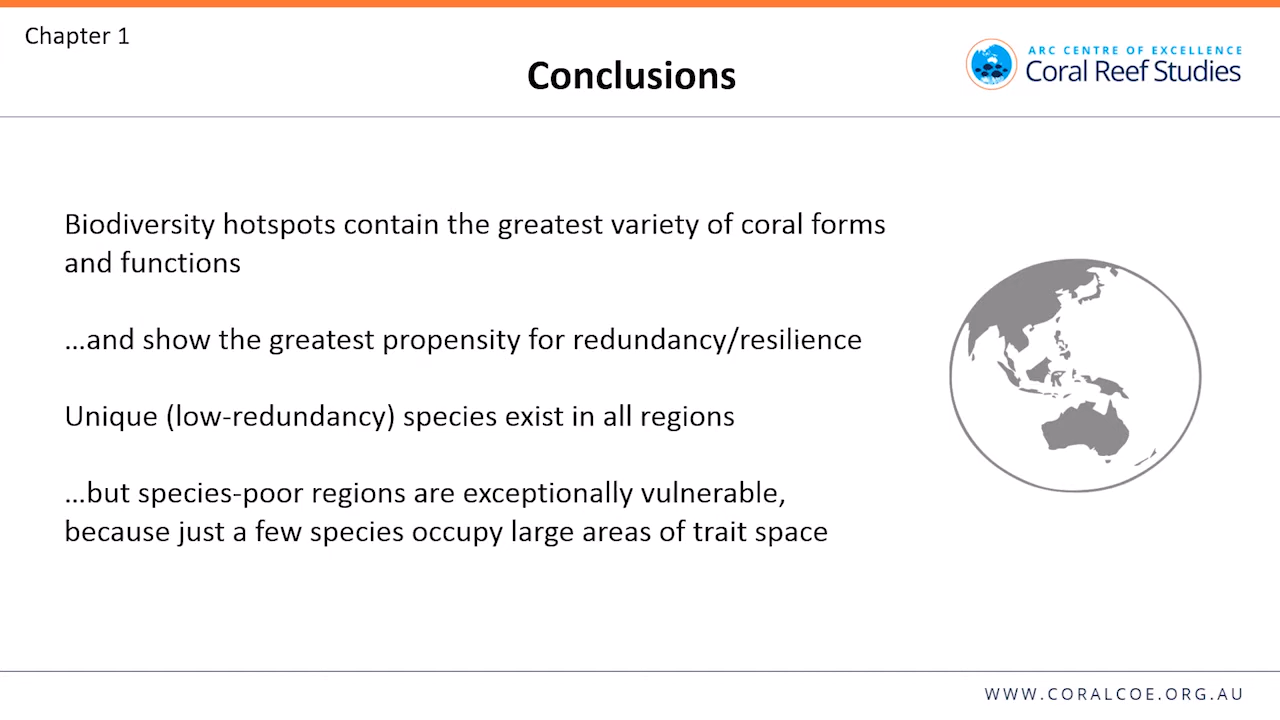 Chapter 1
Conclusions
ARC CENTRE OF EXCELLENCE
Coral Reef Studies
Biodiversity hotspots contain the greatest variety of coral forms
and functions
...and show the greatest propensity for redundancy/resilience
Unique (low-redundancy) species exist in all regions
...but species-poor regions are exceptionally vulnerable,
because just a few species occupy large areas of trait space
WWW.CORALCOE.ORG.AU